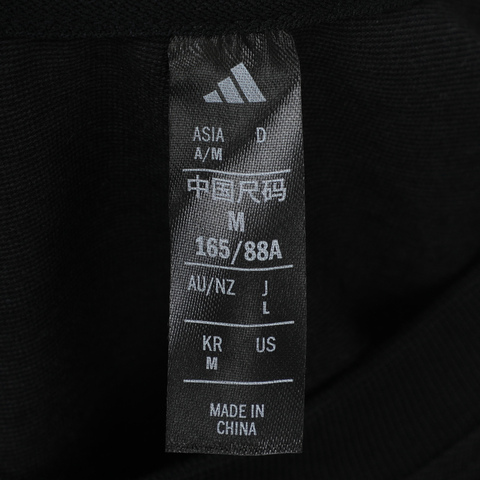 ASIA D
A/M
中国尺码
M
165/88A
AU/NZ J
L
KR US
M
MADE IN
CHINA